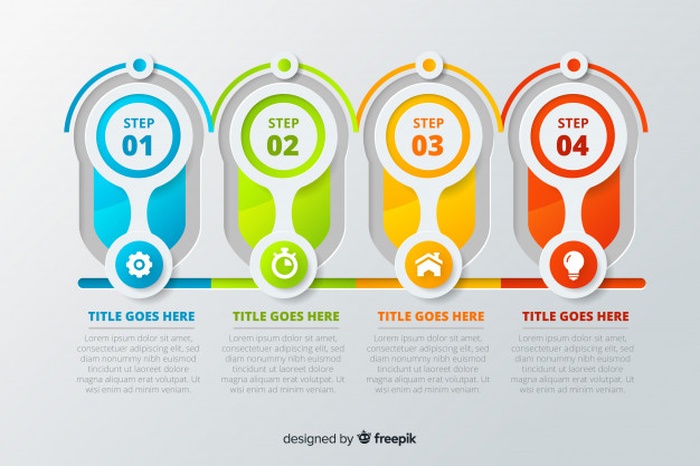 STEP
01
STEP
02
STEP
03
STEP
04
TITLE GOES HERE
Lorem ipsum dolor sit amet,
consectetuer adipiscing elit, sed
diam nonummy nibh euismod
tincidunt ut laoreet dolore
magna aliquam erat volutpat. Ut
wisi enim ad minim.
TITLE GOES HERE
Lorem ipsum dolor sit amet,
consectetuer adipiscing elit, sed
diam nonummy nibh euismod
tincidunt ut laoreet dolore
magna aliquam erat volutpat. Ut
wisi enim ad minim.
TITLE GOES HERE
Lorem ipsum dolor sit amet,
consectetuer adipiscing elit, sed
diam nonummy nibh euismod
tincidunt ut laoreet dolore
magna aliquam erat volutpat. Ut
wisi enim ad minim.
TITLE GOES HERE
Lorem ipsum dolor sit amet,
consectetuer adipiscing elit, sed
diam nonummy nibh euismod
tincidunt ut laoreet dolore
magna aliquam erat volutpat. Ut
wisi enim ad minim.
designed by freepik